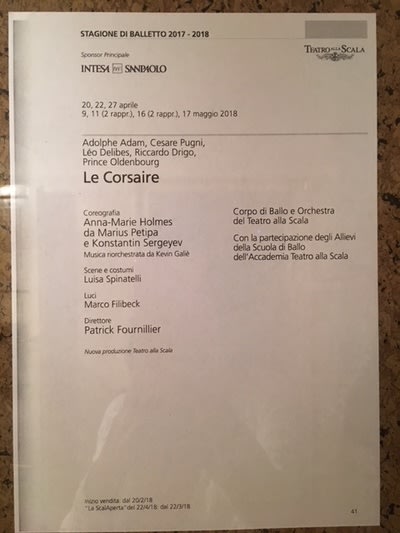 STAGIONE DI BALLETTO 2017 - 2018
Sponsor Principale
INTESA SANPAOLO
TEATRO ALLA SCALA
20, 22, 27 aprile
9, 11 (2 rappr.), 16 (2 rappr.), 17 maggio 2018
Adolphe Adam, Cesare Pugni,
Léo Delibes, Riccardo Drigo,
Prince Oldenbourg
Le Corsaire
Coreografia
Anna-Marie Holmes
da Marius Petipa
e Konstantin Sergeyev
Musica riorchestrata da Kevin Galiè
Scene e costumi
Luisa Spinatelli
Luci
Marco Filibeck
Direttore
Patrick Fournillier
Nuova produzione Teatro alla Scala
Corpo di Ballo e Orchestra
del Teatro alla Scala
Con la partecipazione degli Allievi
della Scuola di Ballo
dell'Accademia Teatro alla Scala
Inizio vendita: dal 20/2/18
"La ScalAperta" del 22/4/18: dal 22/3/18
41